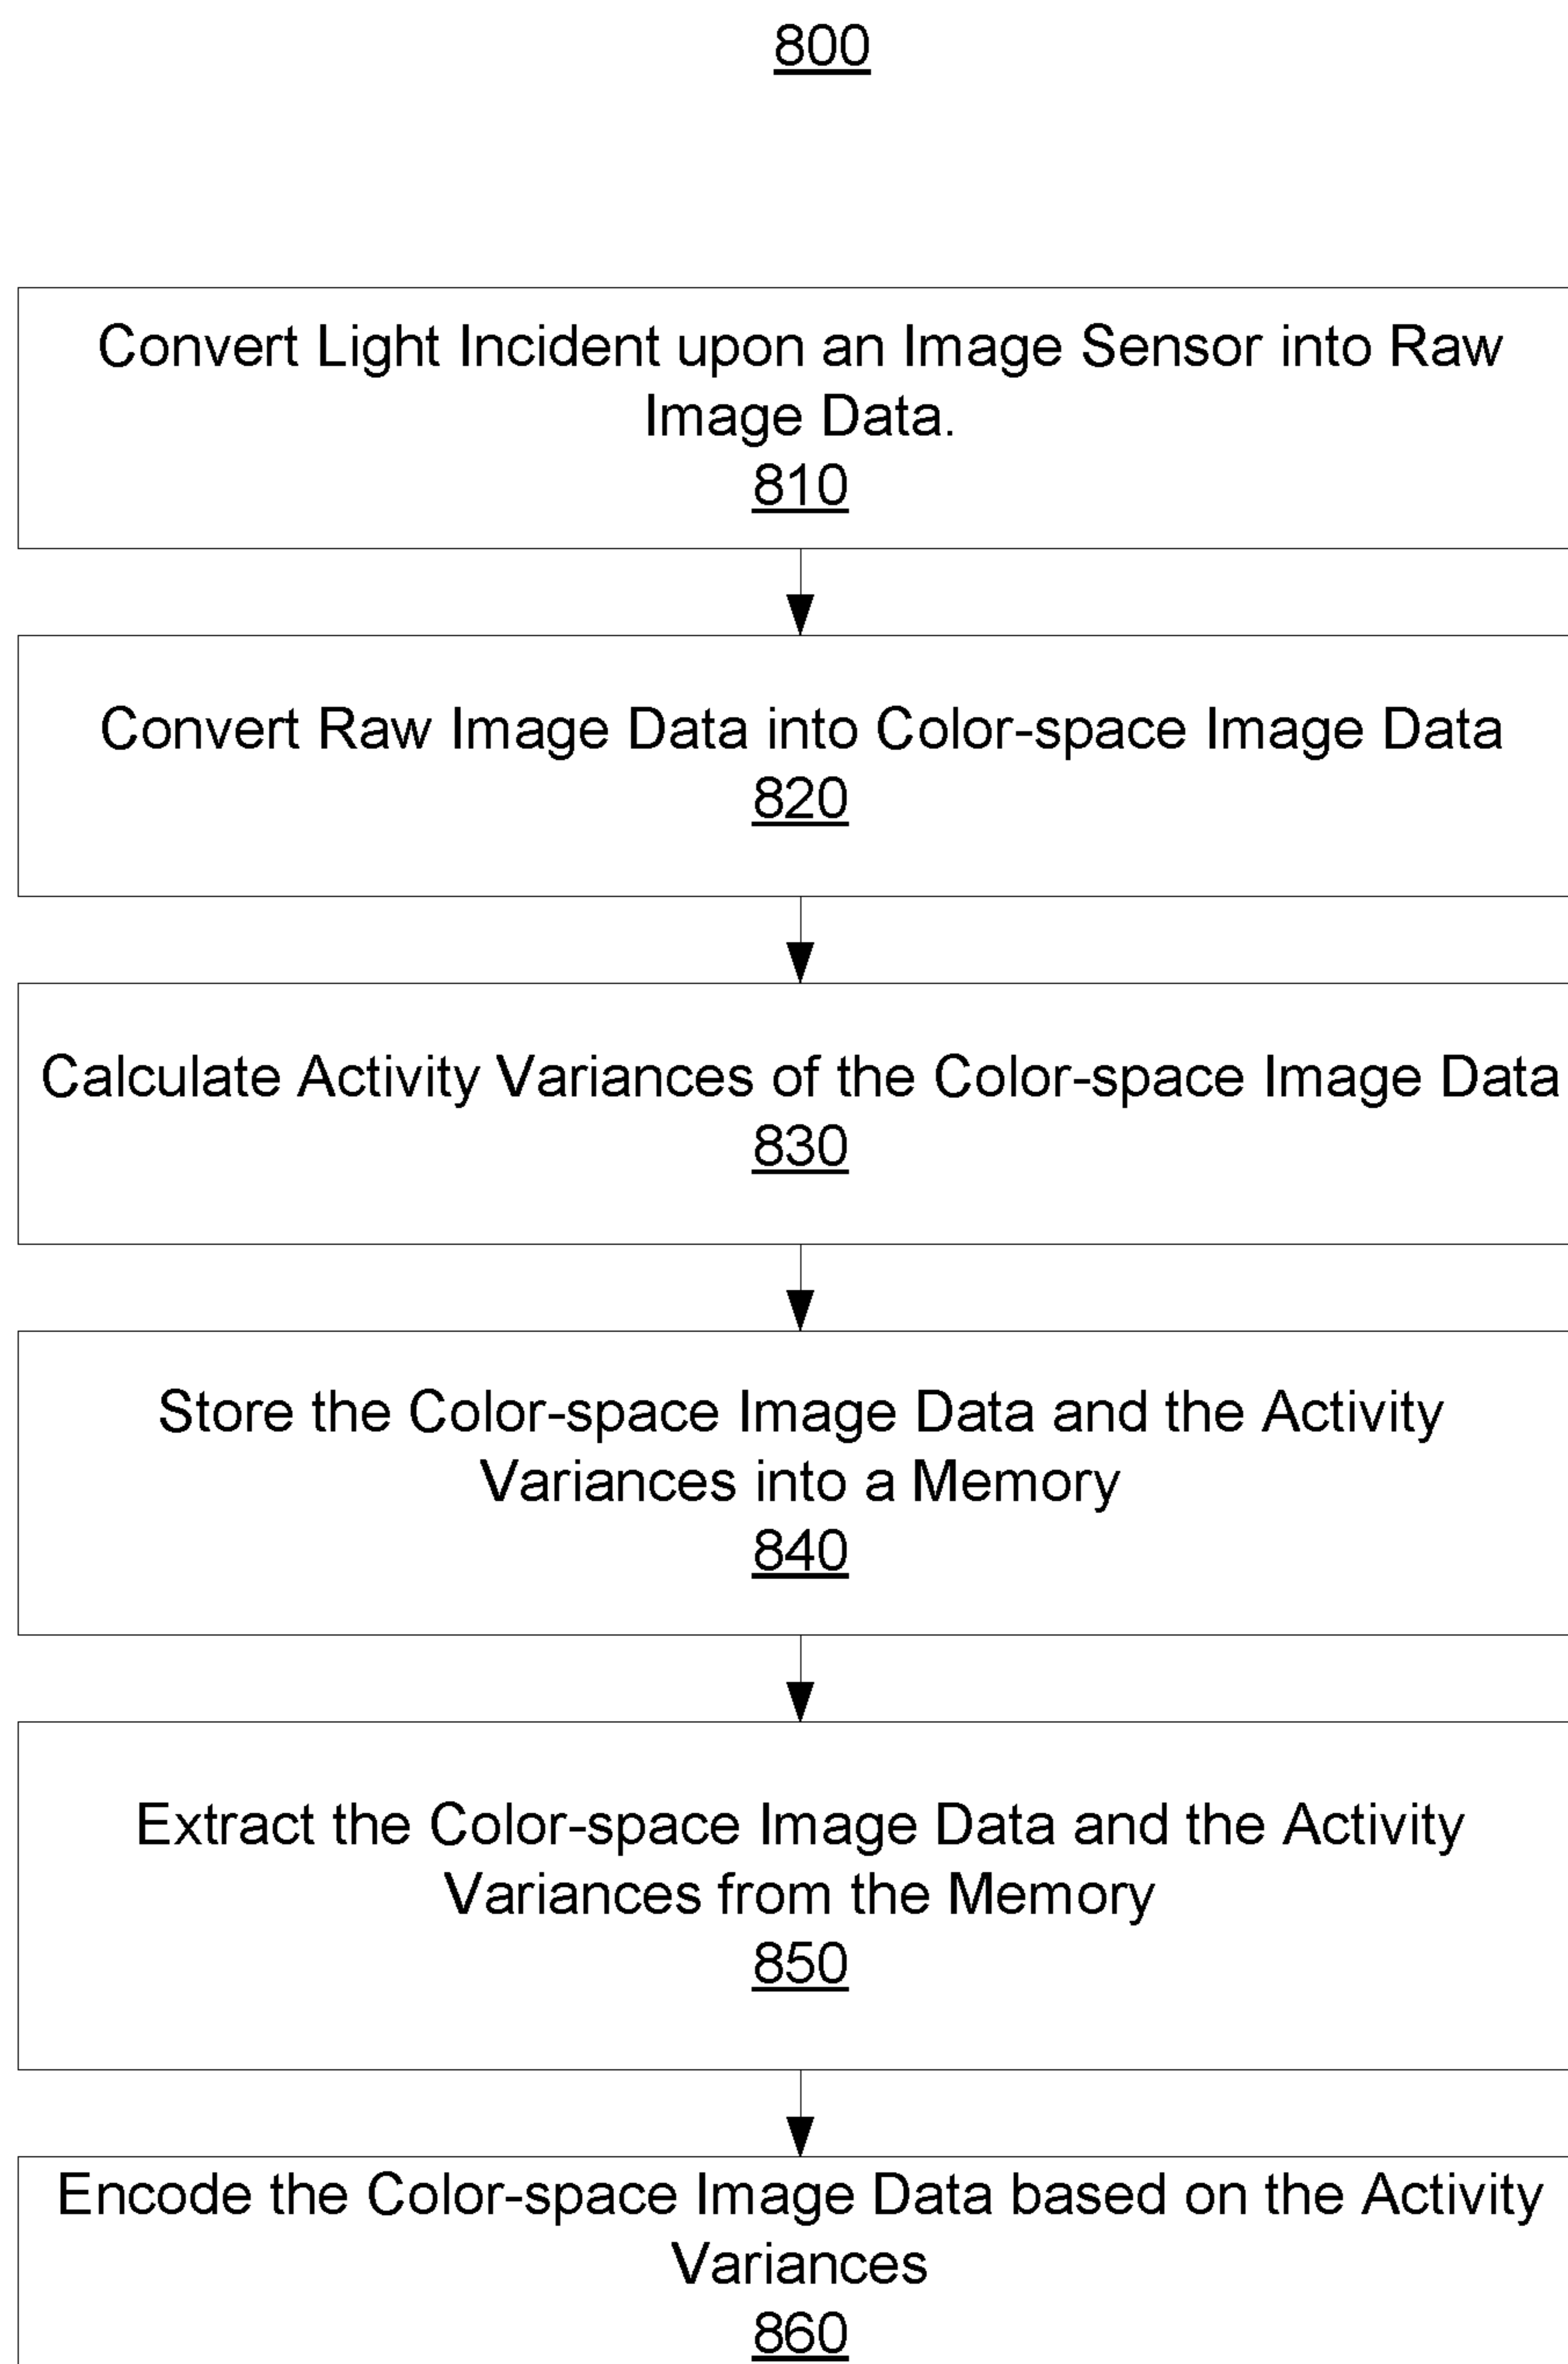 800
Convert Light Incident upon an Image Sensor into Raw
Image Data.
810
Convert Raw Image Data into Color-space Image Data
820
Calculate Activity Variances of the Color-space Image Data
830
Store the Color-space Image Data and the Activity
Variances into a Memory
840
Extract the Color-space Image Data and the Activity
Variances from the Memory
850
Encode the Color-space Image Data based on the Activity
Variances
860